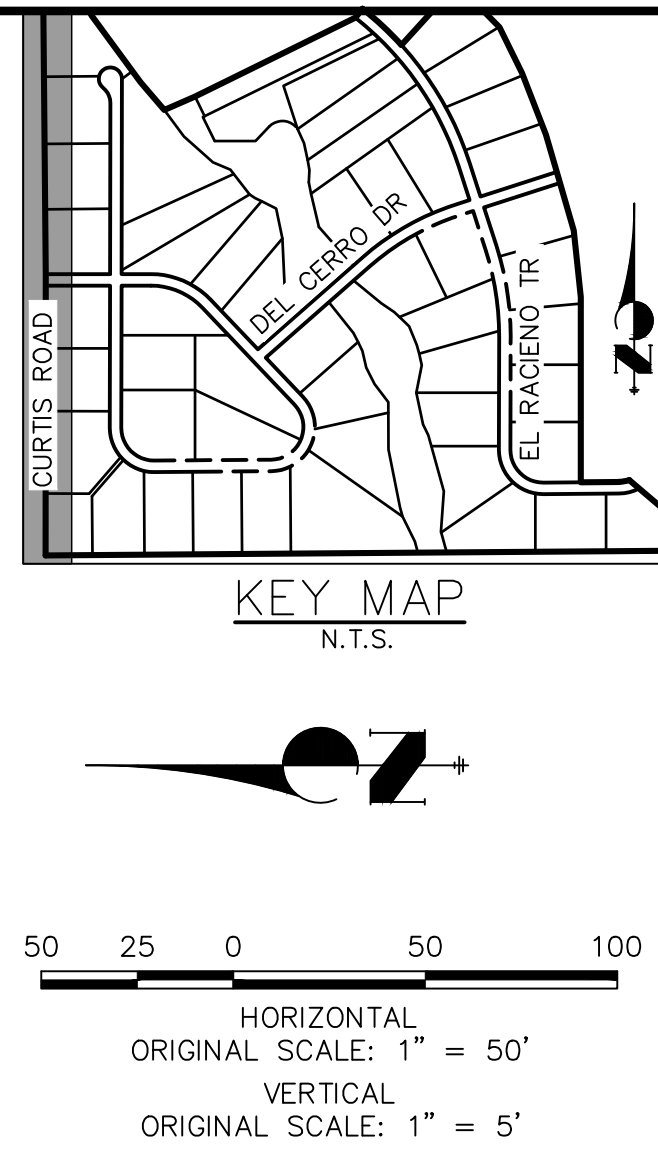 DEL CERRO DR
EL RACIENO TR
CURTIS ROAD
N
KEY MAP
N.T.S.
N
50 25 0 50 100
HORIZONTAL
ORIGINAL SCALE: 1" = 50'
VERTICAL
ORIGINAL SCALE: 1" = 5'